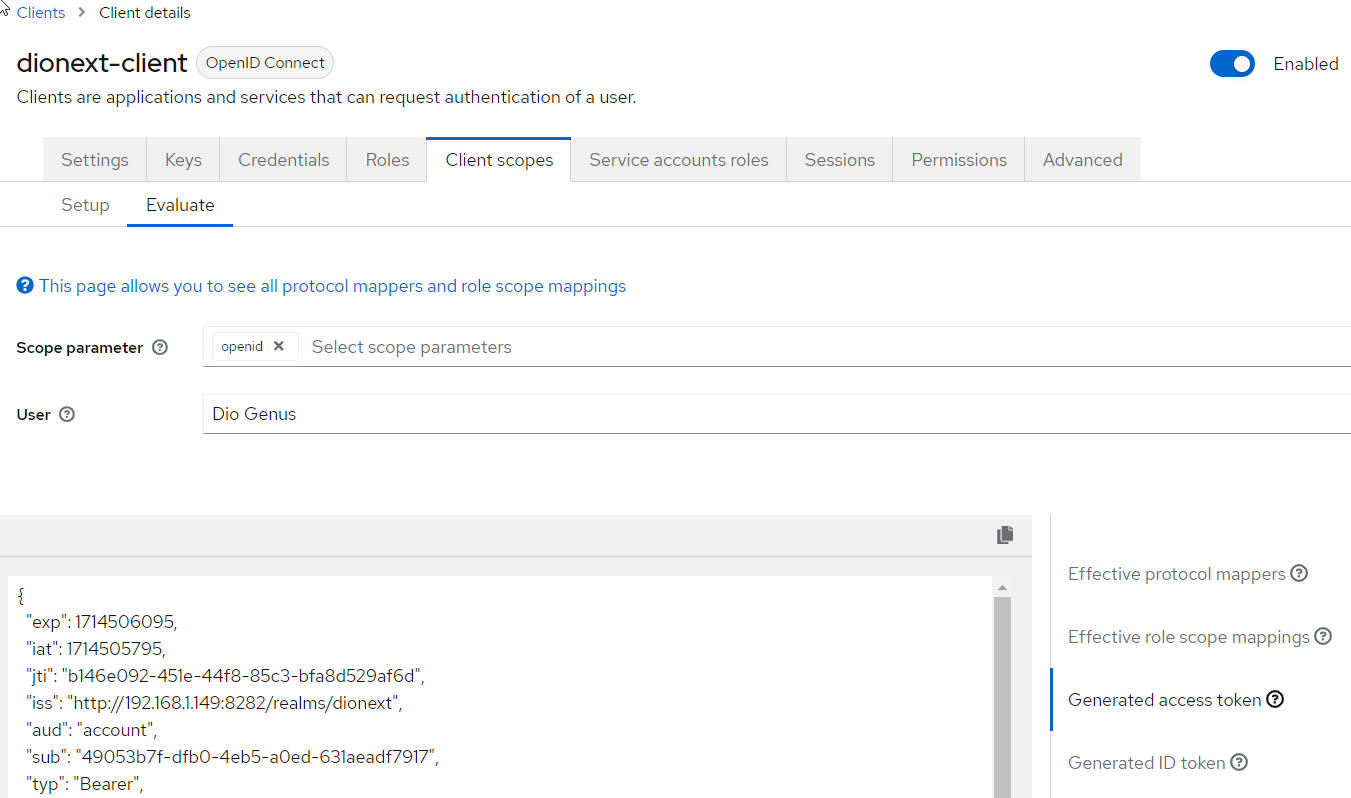 Clients > Client details
dionext-client OpenID Connect Enabled
Clients are applications and services that can request authentication of a user.
Settings Keys Credentials Roles Client scopes Service accounts roles Sessions Permissions Advanced
Setup Evaluate
This page allows you to see all protocol mappers and role scope mappings
Scope parameter openid Select scope parameters
User Dio Genus
{
"exp": 1714506095,
"iat": 1714505795,
"jti": "b146e092-451e-44f8-85c3-bfa8d529af6d",
"iss": "http://192.168.1.149:8282/realms/dionext",
"aud": "account",
"sub": "49053b7f-dfb0-4eb5-a0ed-631aeadf7917",
"typ": "Bearer",
Effective protocol mappers
Effective role scope mappings
Generated access token
Generated ID token